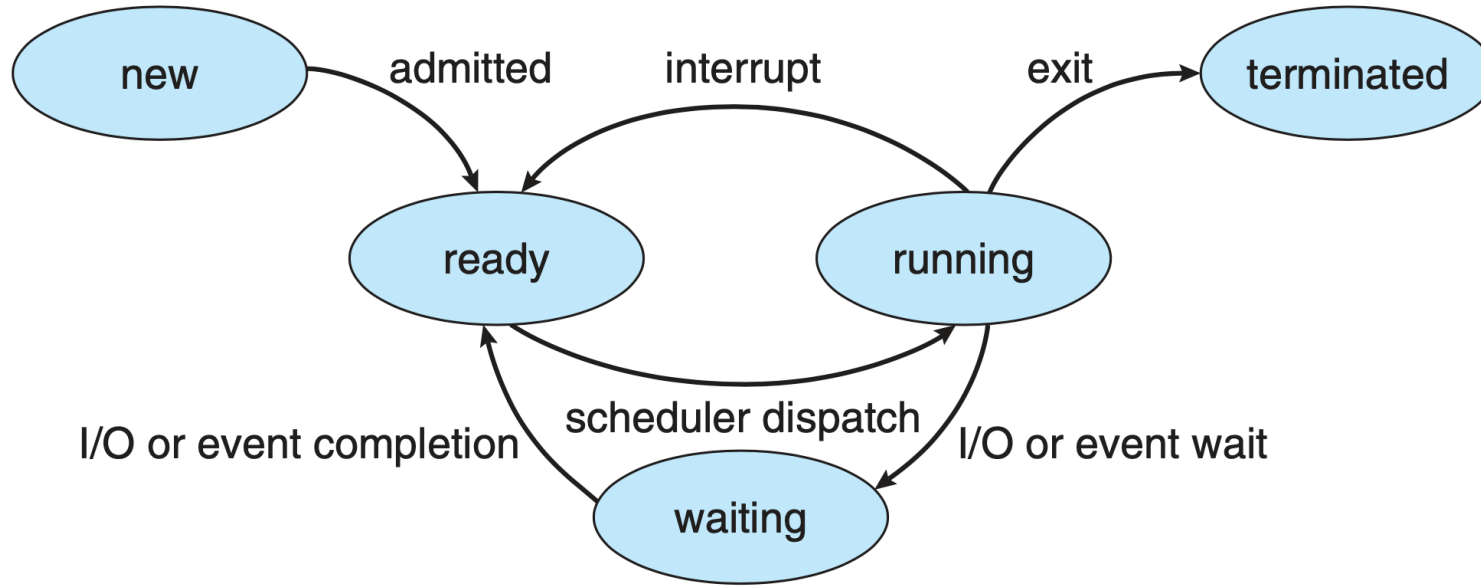 new
admitted
interrupt
exit
terminated
ready
running
scheduler dispatch
I/O or event completion
I/O or event wait
waiting